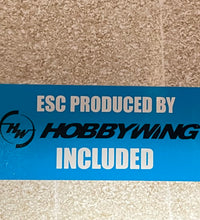 ESC PRODUCED BY
HW HOBBYWING
INCLUDED